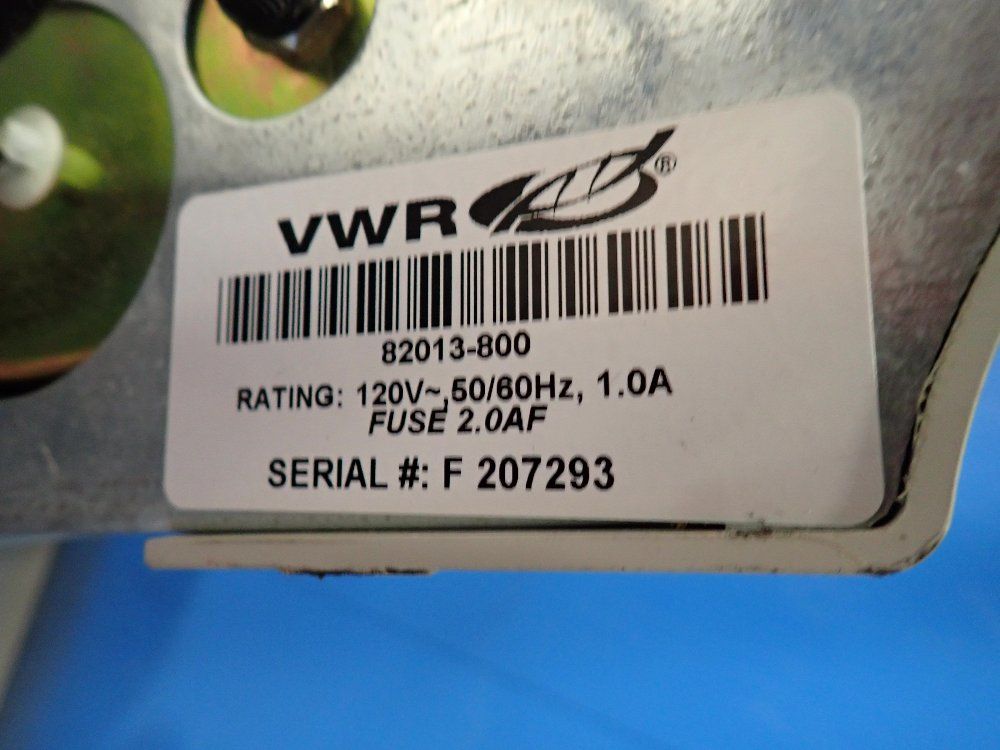 VWR ®
82013-800
RATING: 120V~,50/60Hz, 1.0A
FUSE 2.0AF
SERIAL #: F 207293